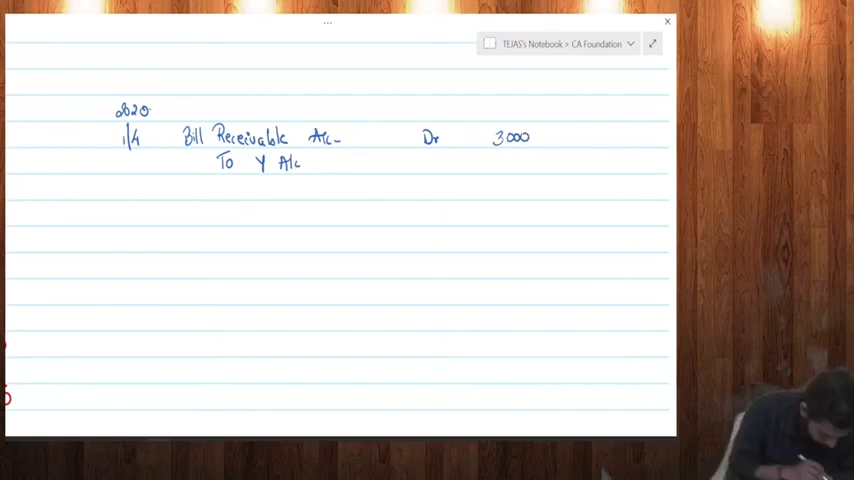 TEJAS's Notebook > CA Foundation
2020
1/4 Bill Receivable A/c Dr 3000
To Y A/c